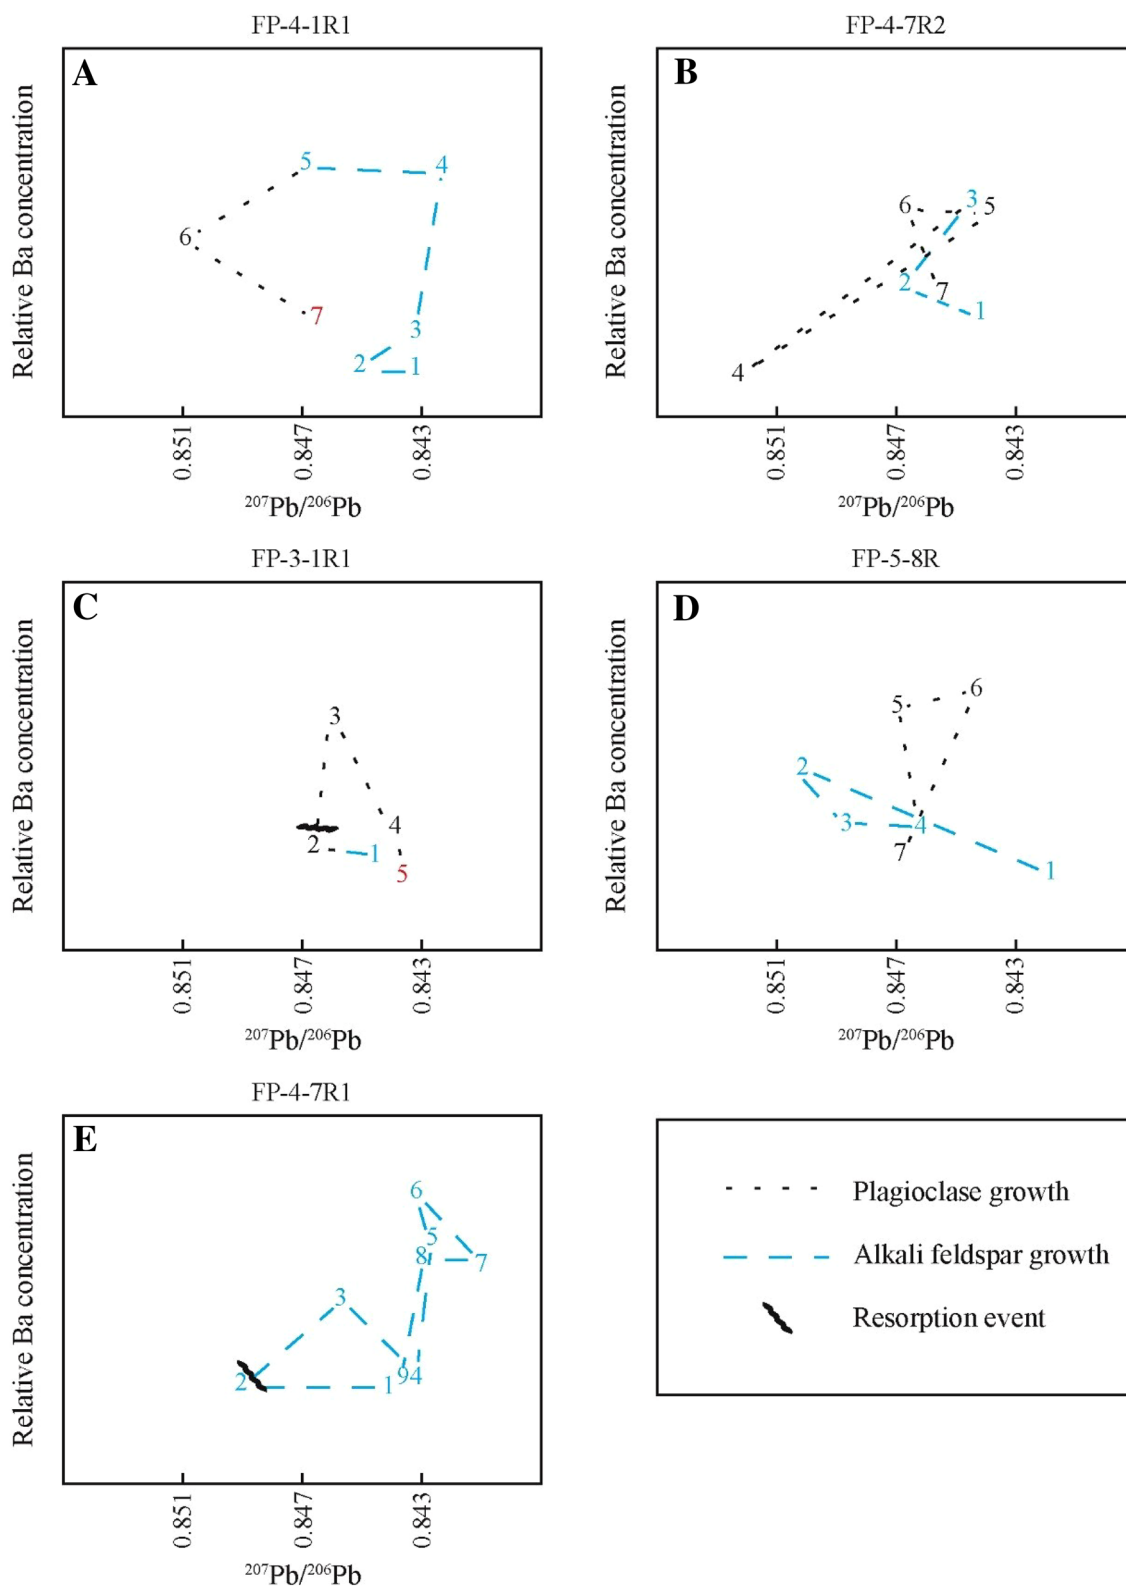 FP-4-1R1
A
Relative Ba concentration
5
4
6
7
3
2
1
0.851
0.847
0.843
²⁰⁷Pb/²⁰⁶Pb
FP-4-7R2
B
Relative Ba concentration
6
3
5
2
7
1
4
0.851
0.847
0.843
²⁰⁷Pb/²⁰⁶Pb
FP-3-1R1
C
Relative Ba concentration
3
4
2
1
5
0.851
0.847
0.843
²⁰⁷Pb/²⁰⁶Pb
FP-5-8R
D
Relative Ba concentration
6
5
2
3
4
7
1
0.851
0.847
0.843
²⁰⁷Pb/²⁰⁶Pb
FP-4-7R1
E
Relative Ba concentration
6
5
8
7
3
2
1
9
4
0.851
0.847
0.843
²⁰⁷Pb/²⁰⁶Pb
Plagioclase growth
Alkali feldspar growth
Resorption event